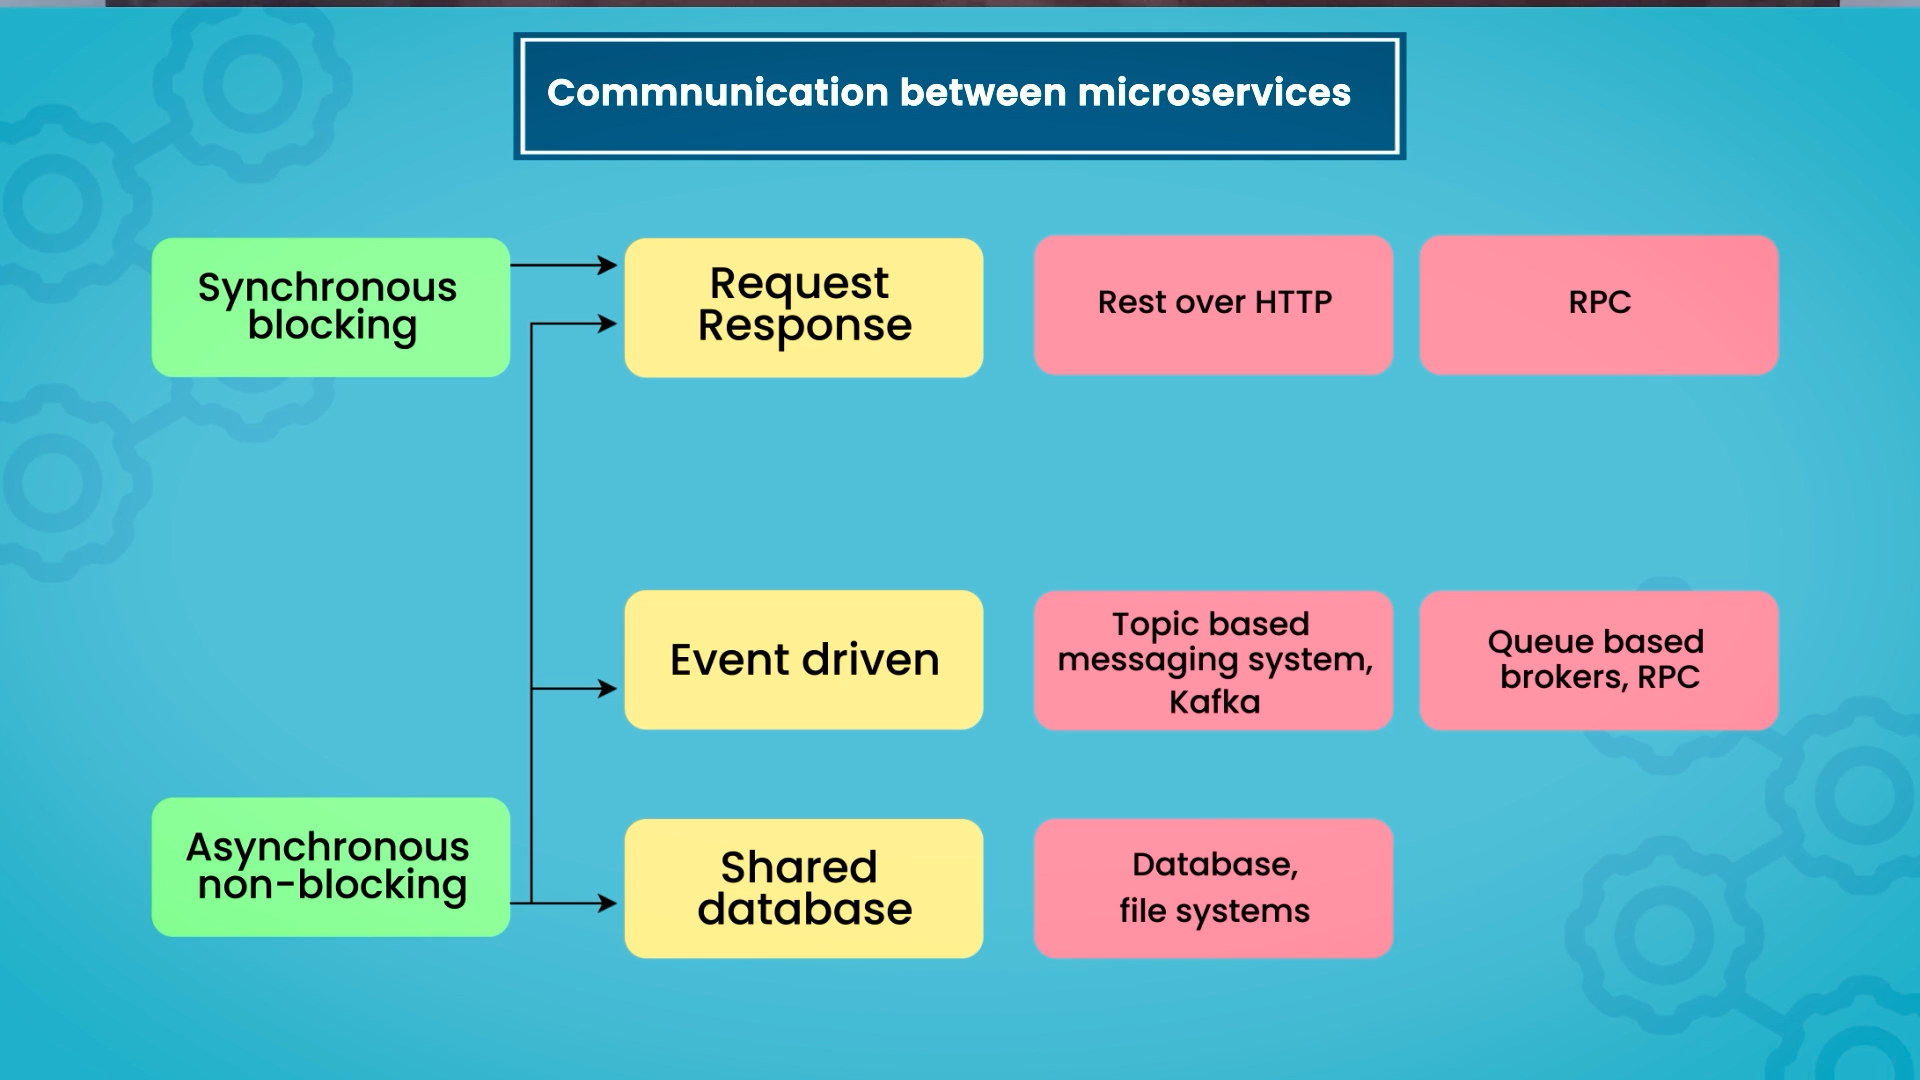 Commnunication between microservices
Synchronous
blocking
Request
Response
Rest over HTTP
RPC
Event driven
Topic based
messaging system,
Kafka
Queue based
brokers, RPC
Asynchronous
non-blocking
Shared
database
Database,
file systems